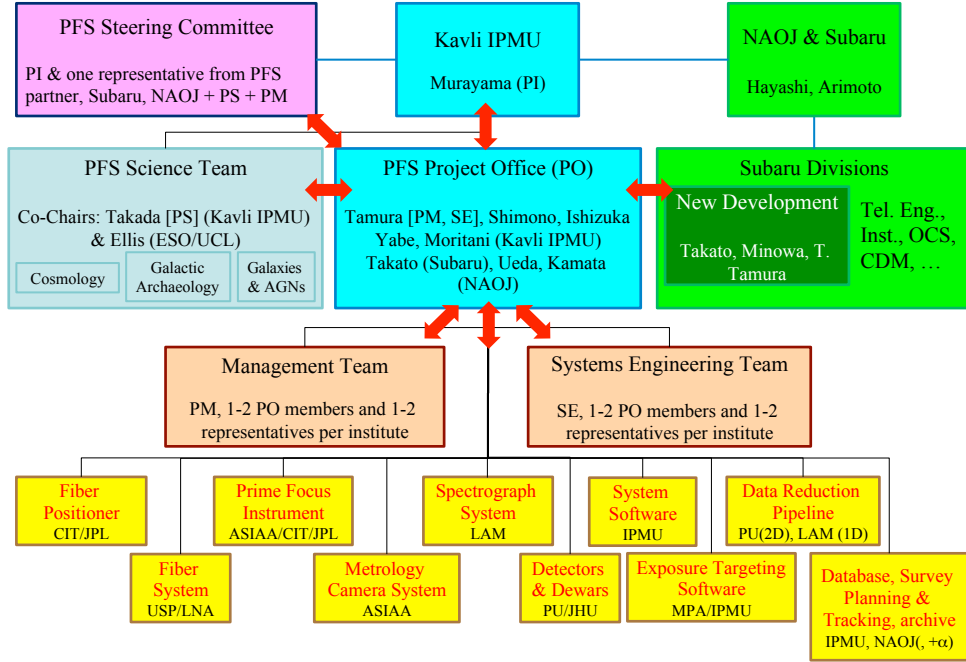 PFS Steering Committee
PI & one representative from PFS
partner, Subaru, NAOJ + PS + PM
Kavli IPMU
Murayama (PI)
NAOJ & Subaru
Hayashi, Arimoto
PFS Science Team
Co-Chairs: Takada [PS] (Kavli IPMU)
& Ellis (ESO/UCL)
Cosmology
Galactic
Archaeology
Galaxies
& AGNs
PFS Project Office (PO)
Tamura [PM, SE], Shimono, Ishizuka
Yabe, Moritani (Kavli IPMU)
Takato (Subaru), Ueda, Kamata
(NAOJ)
Subaru Divisions
New Development
Takato, Minowa, T.
Tamura
Tel. Eng.,
Inst., OCS,
CDM, …
Management Team
PM, 1-2 PO members and 1-2
representatives per institute
Systems Engineering Team
SE, 1-2 PO members and 1-2
representatives per institute
Fiber
Positioner
CIT/JPL
Prime Focus
Instrument
ASIAA/CIT/JPL
Spectrograph
System
LAM
System
Software
IPMU
Data Reduction
Pipeline
PU(2D), LAM (1D)
Fiber
System
USP/LNA
Metrology
Camera System
ASIAA
Detectors
& Dewars
PU/JHU
Exposure Targeting
Software
MPA/IPMU
Database, Survey
Planning &
Tracking, archive
IPMU, NAOJ(, +α)